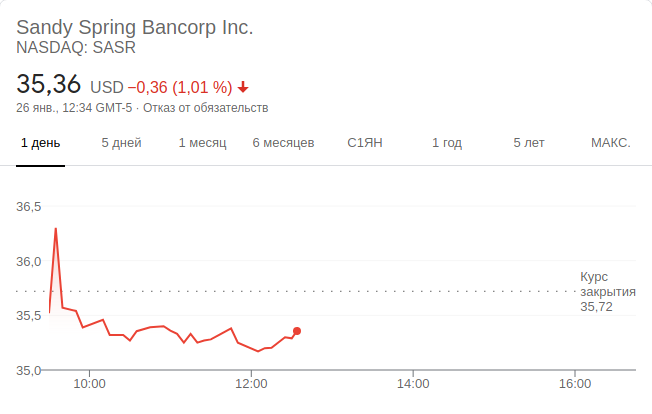 Sandy Spring Bancorp Inc.
NASDAQ: SASR
35,36 USD −0,36 (1,01 %)
26 янв., 12:34 GMT-5 · Отказ от обязательств
1 день 5 дней 1 месяц 6 месяцев С1ЯН 1 год 5 лет МАКС.
36,5
36,0
Курс
закрытия
35,72
35,5
35,0
10:00 12:00 14:00 16:00